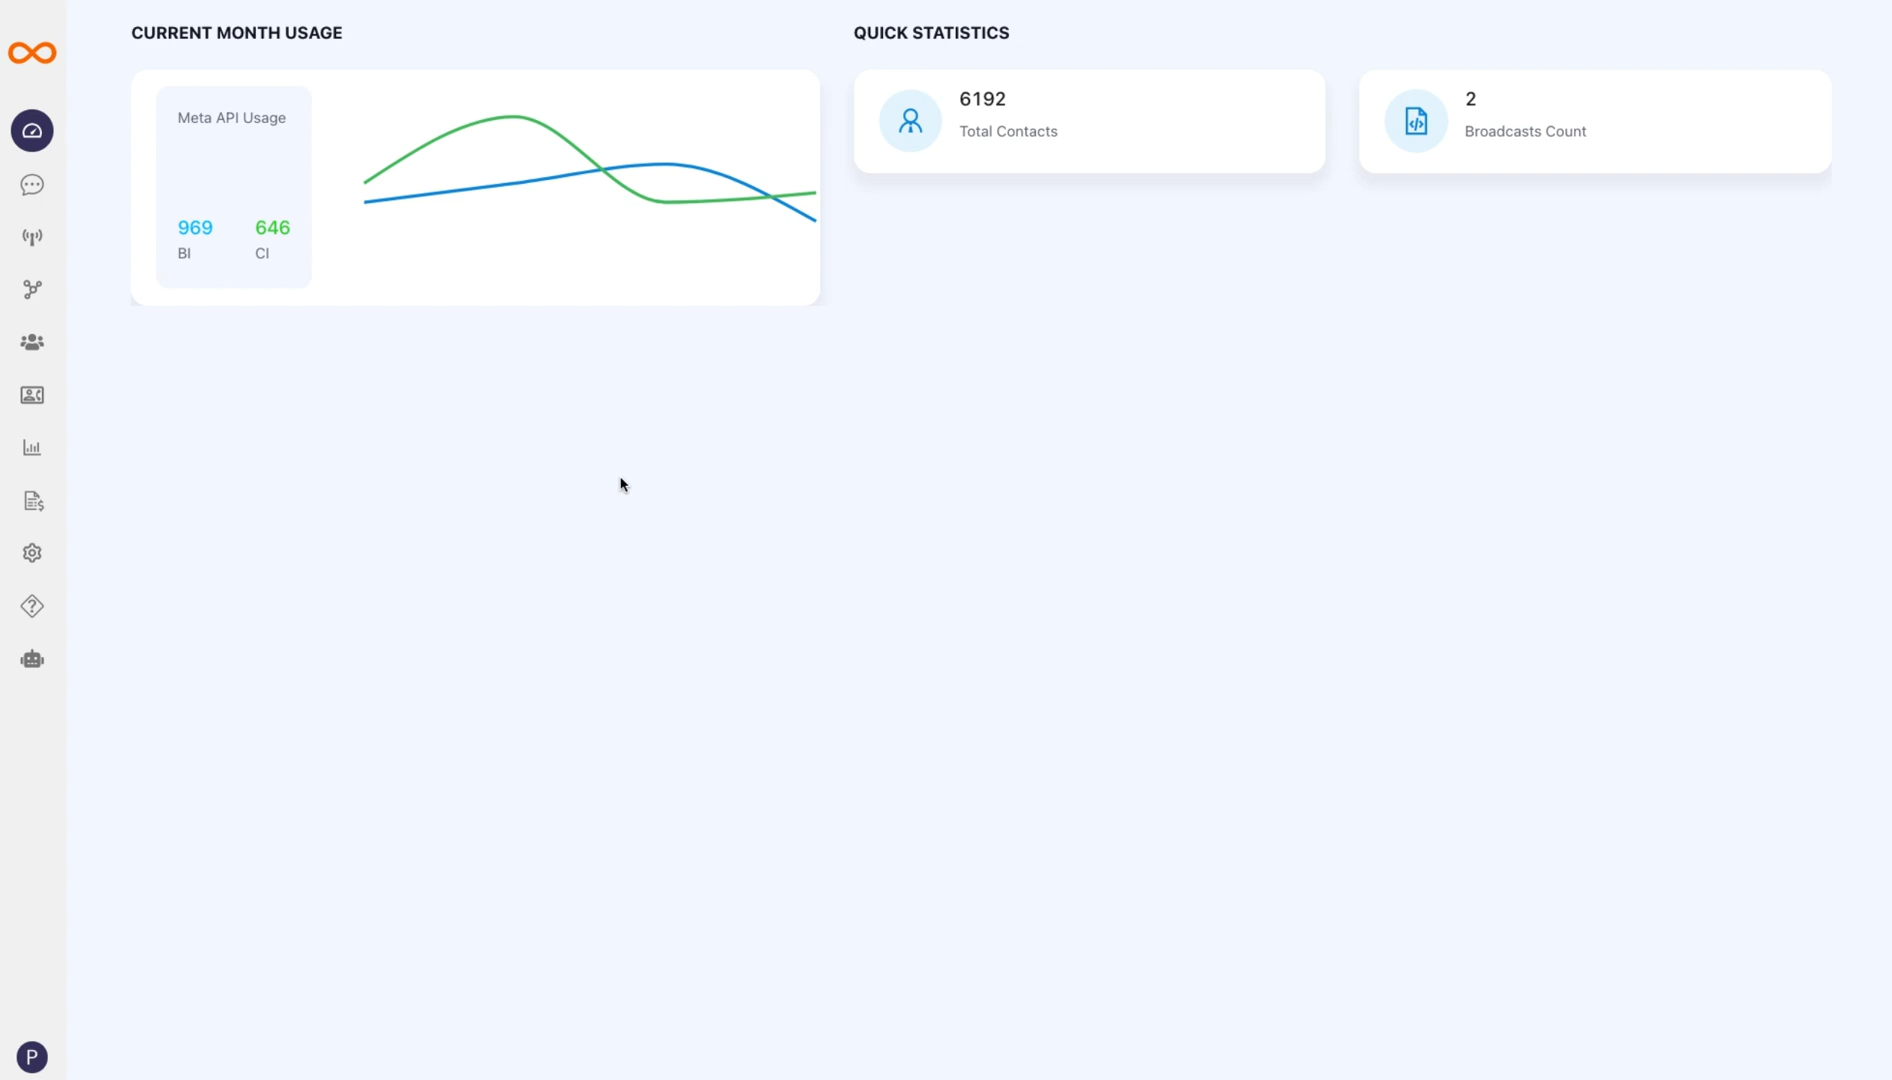 CURRENT MONTH USAGE
QUICK STATISTICS
Meta API Usage
969
646
BI
CI
6192
Total Contacts
2
Broadcasts Count
P